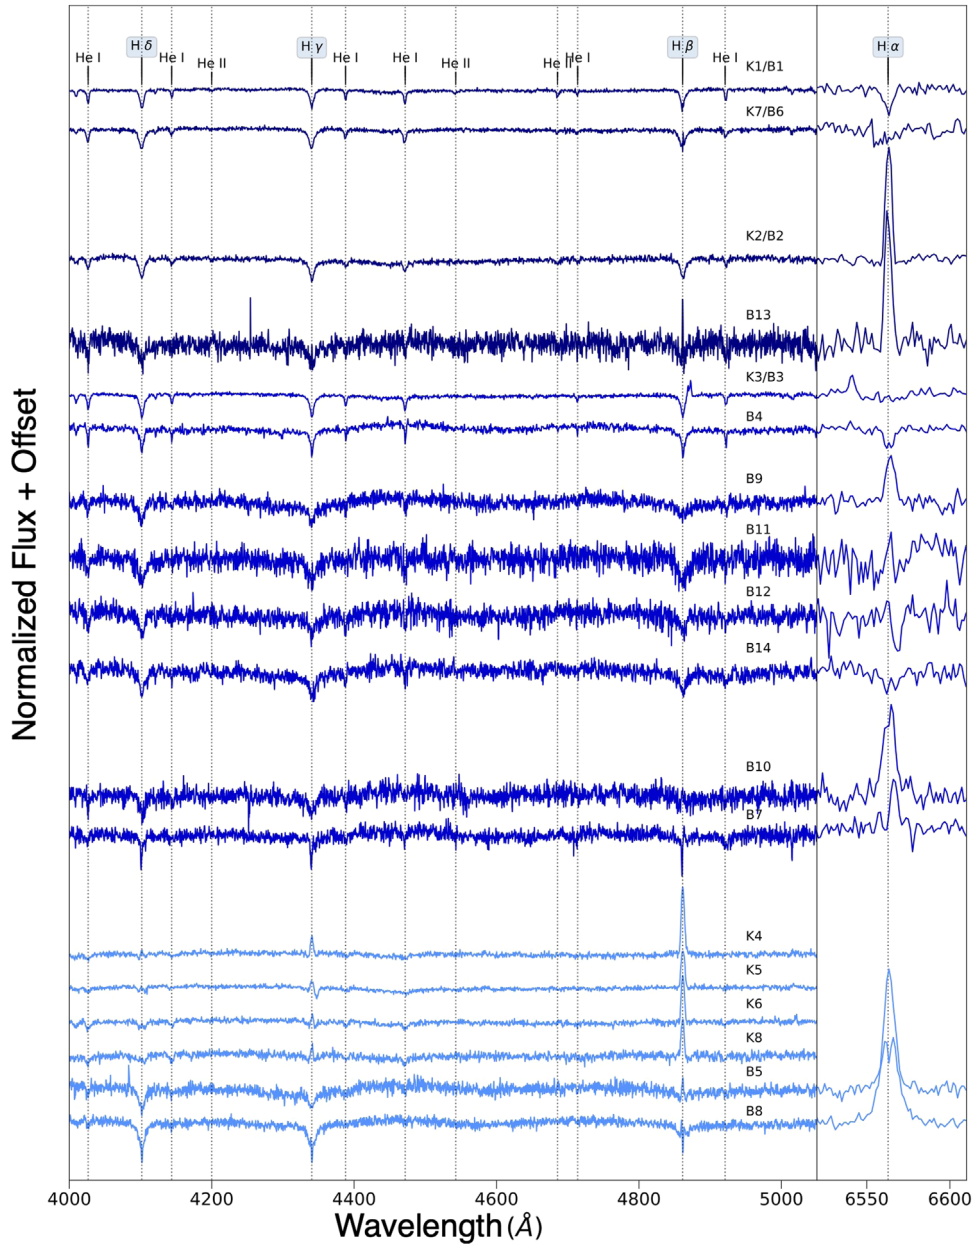 H δ H γ H β H α
He I He I He II He I He I He II He II He I He I
K1/B1
K7/B6
K2/B2
B13
K3/B3
B4
B9
B11
B12
B14
B10
B7
K4
K5
K6
K8
B5
B8
Normalized Flux + Offset
4000 4200 4400 4600 4800 5000 6550 6600
Wavelength (Å)